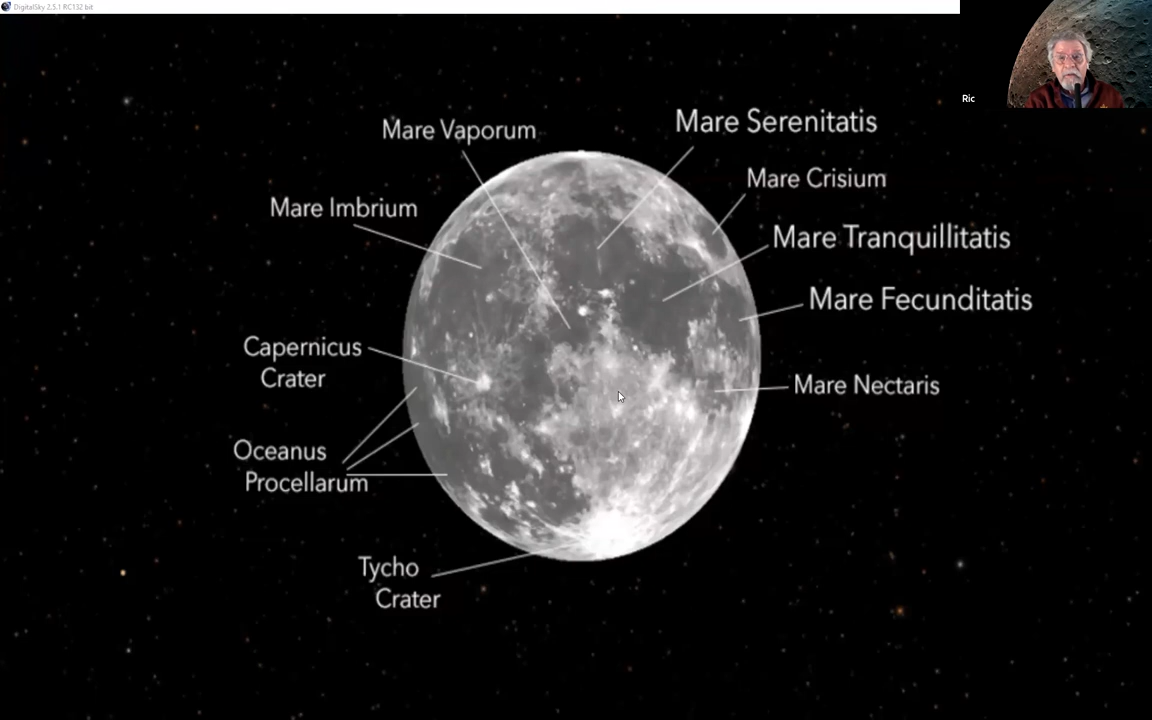 DigitalSky 2.5.1 RC132 bit
Ric
Mare Vaporum
Mare Serenitatis
Mare Crisium
Mare Imbrium
Mare Tranquillitatis
Mare Fecunditatis
Capernicus
Crater
Mare Nectaris
Oceanus
Procellarum
Tycho
Crater